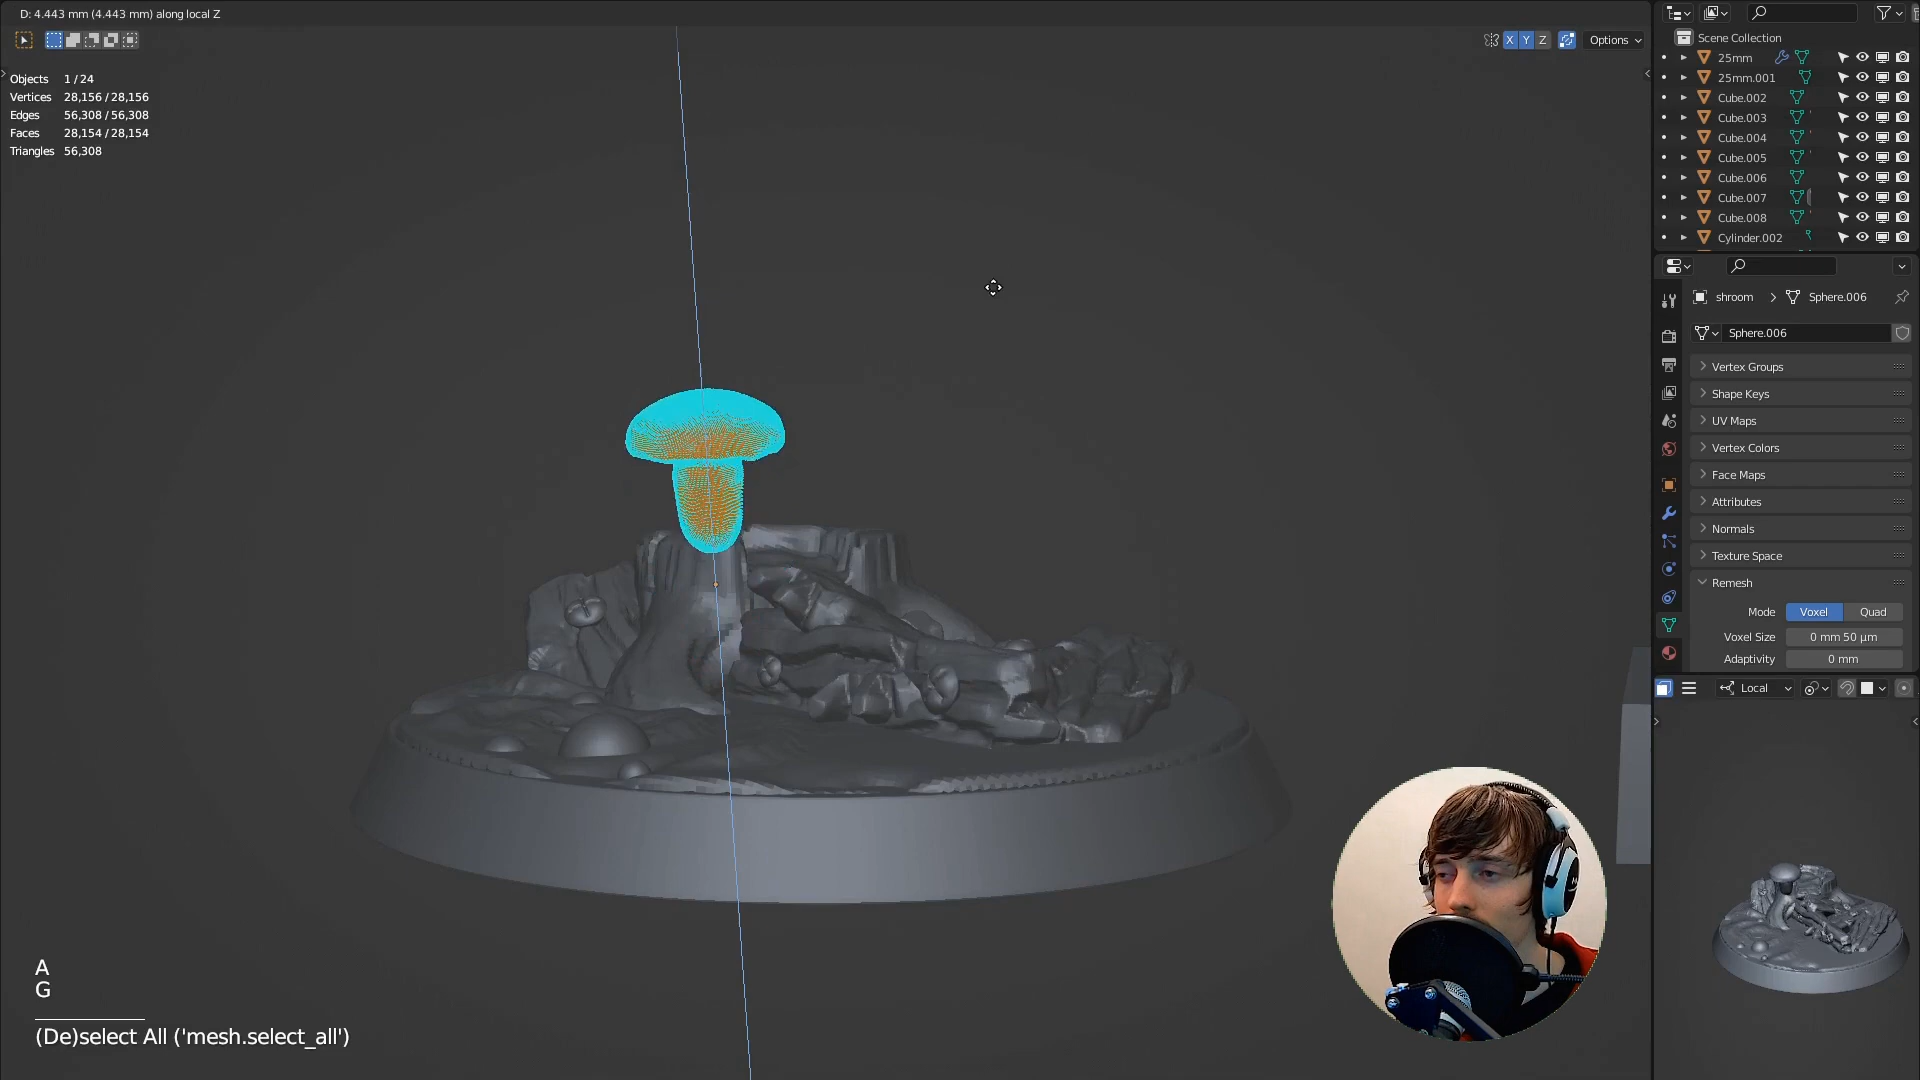 D: 4.443 mm (4.443 mm) along local Z
X Y Z
Options
Objects 1 / 24
Vertices 28,156 / 28,156
Edges 56,308 / 56,308
Faces 28,154 / 28,154
Triangles 56,308
Scene Collection
25mm
25mm.001
Cube.002
Cube.003
Cube.004
Cube.005
Cube.006
Cube.007
Cube.008
Cylinder.002
shroom
Sphere.006
Sphere.006
Vertex Groups
Shape Keys
UV Maps
Vertex Colors
Face Maps
Attributes
Normals
Texture Space
Remesh
Mode Voxel Quad
Voxel Size 0 mm 50 µm
Adaptivity 0 mm
Local
A
G
(De)select All ('mesh.select_all')